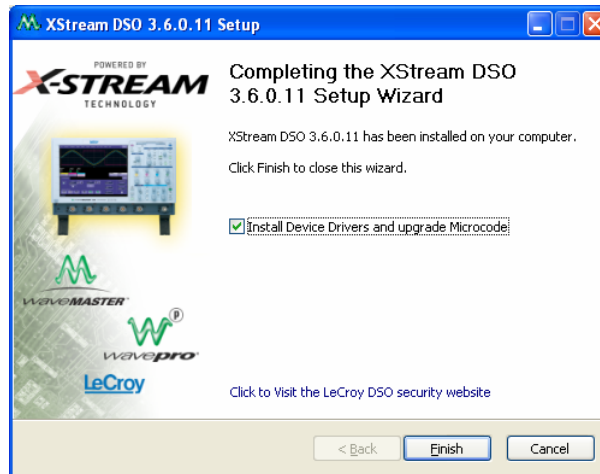 XStream DSO 3.6.0.11 Setup
POWERED BY
X-STREAM
TECHNOLOGY
Completing the XStream DSO
3.6.0.11 Setup Wizard
XStream DSO 3.6.0.11 has been installed on your computer.
Click Finish to close this wizard.
Install Device Drivers and upgrade Microcode
WAVEMASTER
P
wavepro
LeCroy
Click to Visit the LeCroy DSO security website
< Back
Finish
Cancel